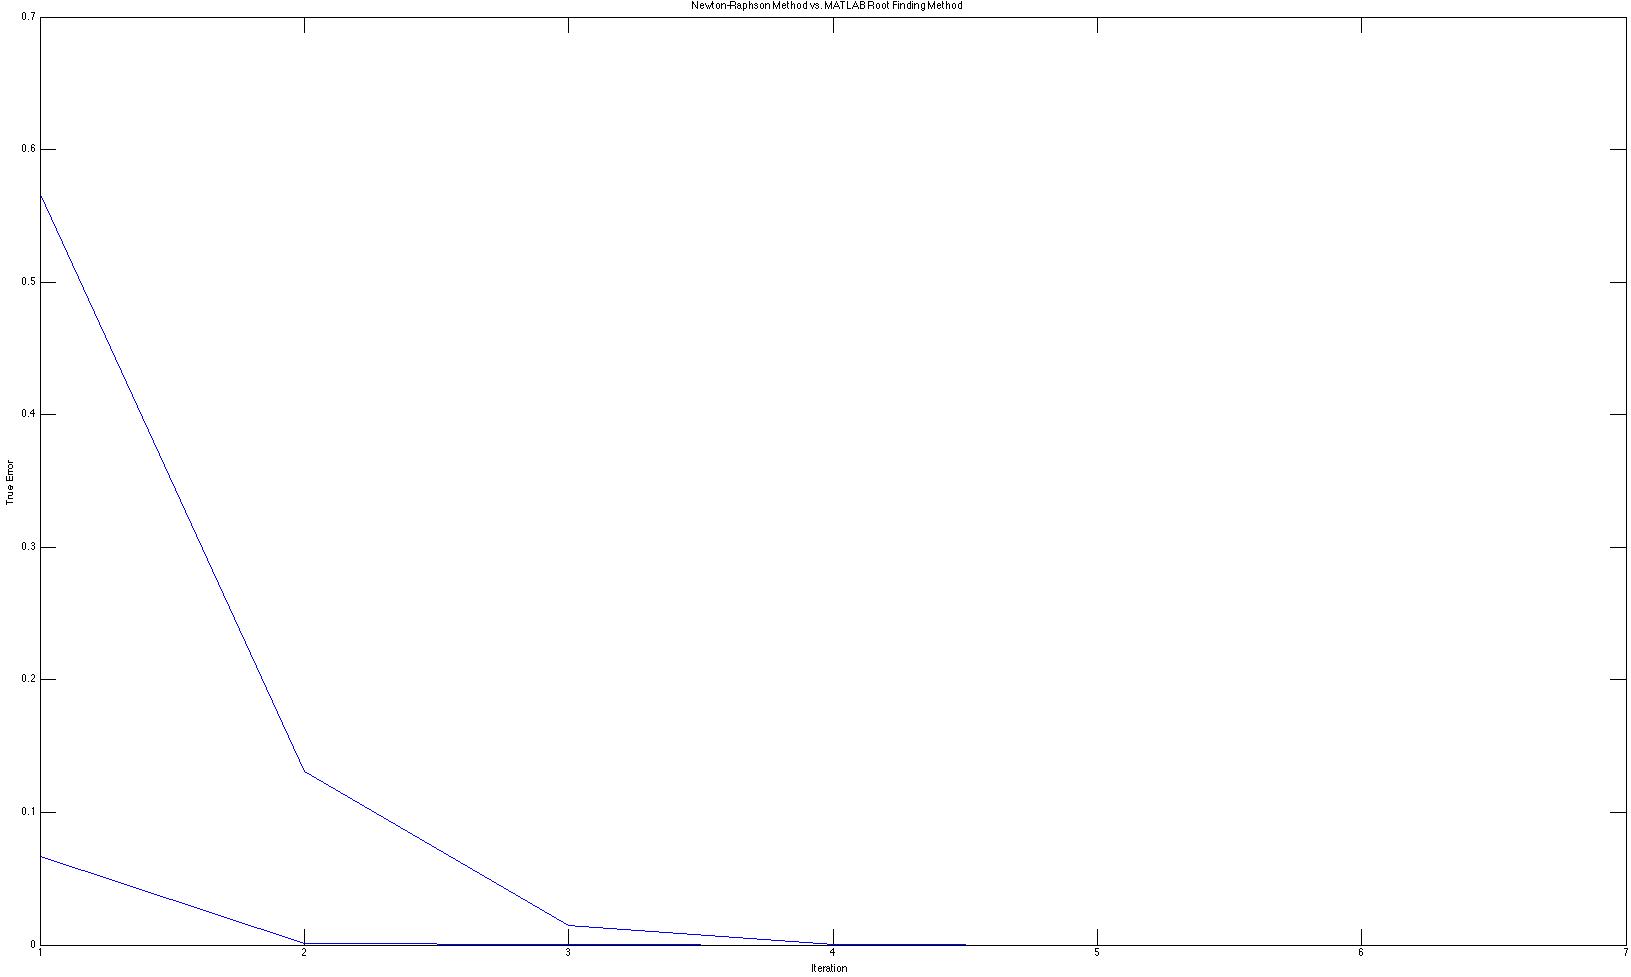 Newton-Raphson Method vs. MATLAB Root Finding Method
0.7
0.6
0.5
0.4
0.3
0.2
0.1
0
True Error
1 2 3 4 5 6 7
Iteration